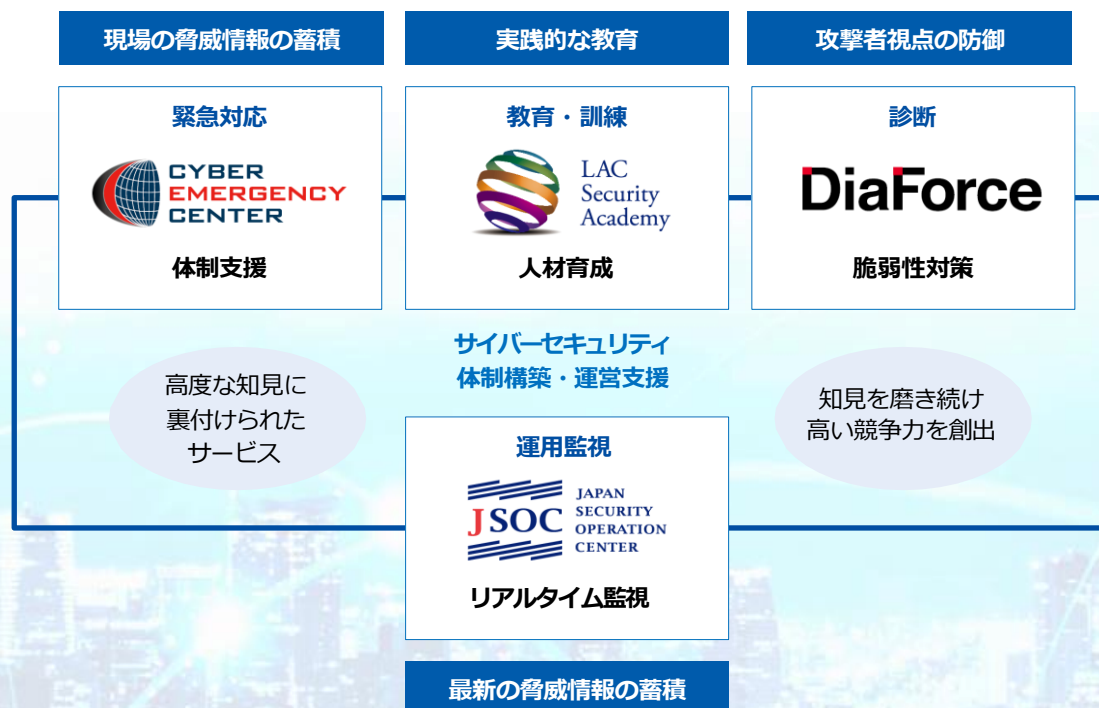 現場の脅威情報の蓄積
実践的な教育
攻撃者視点の防御
緊急対応
CYBER
EMERGENCY
CENTER
体制支援
教育・訓練
LAC
Security
Academy
人材育成
診断
DiaForce
脆弱性対策
サイバーセキュリティ
体制構築・運営支援
高度な知見に
裏付けられた
サービス
知見を磨き続け
高い競争力を創出
運用監視
JSOC
JAPAN
SECURITY
OPERATION
CENTER
リアルタイム監視
最新の脅威情報の蓄積